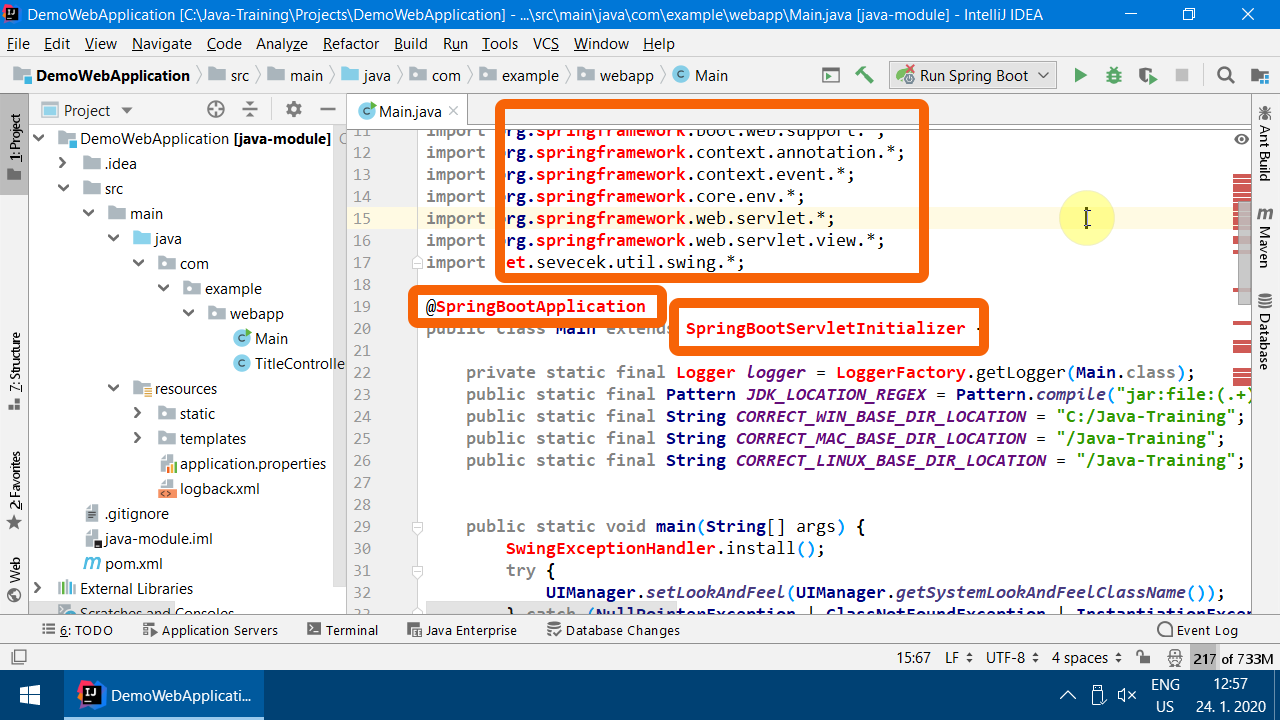 DemoWebApplication [C:\Java-Training\Projects\DemoWebApplication] - ...\src\main\java\com\example\webapp\Main.java [java-module] - IntelliJ IDEA
File Edit View Navigate Code Analyze Refactor Build Run Tools VCS Window Help
DemoWebApplication src main java com example webapp Main Run Spring Boot
Project Main.java
1: Project
7: Structure
2: Favorites
Web
DemoWebApplication [java-module]
.idea
src
main
java
com
example
webapp
Main
TitleControlle
resources
static
templates
application.properties
logback.xml
.gitignore
java-module.iml
pom.xml
External Libraries
Scratches and Consoles
11 import rg.springframework.boot.web.support. ;
12 import rg.springframework.context.annotation.*;
13 import rg.springframework.context.event.*;
14 import rg.springframework.core.env.*;
15 import rg.springframework.web.servlet.*;
16 import rg.springframework.web.servlet.view.*;
17 import et.sevecek.util.swing.*;
18
19 @SpringBootApplication
20 public class Main extends SpringBootServletInitializer
21
22 private static final Logger logger = LoggerFactory.getLogger(Main.class);
23 public static final Pattern JDK_LOCATION_REGEX = Pattern.compile("jar:file:(.+)
24 public static final String CORRECT_WIN_BASE_DIR_LOCATION = "C:/Java-Training";
25 public static final String CORRECT_MAC_BASE_DIR_LOCATION = "/Java-Training";
26 public static final String CORRECT_LINUX_BASE_DIR_LOCATION = "/Java-Training";
27
28
29 public static void main(String[] args) {
30 SwingExceptionHandler.install();
31 try {
32 UIManager.setLookAndFeel(UIManager.getSystemLookAndFeelClassName());
33 } catch (NullPointerException | ClassNotFoundException | InstantiationExce
Ant Build
Maven
Database
6: TODO Application Servers Terminal Java Enterprise Database Changes Event Log
15:67 LF UTF-8 4 spaces 217 of 733M
DemoWebApplicati... ENG 12:57
US 24. 1. 2020